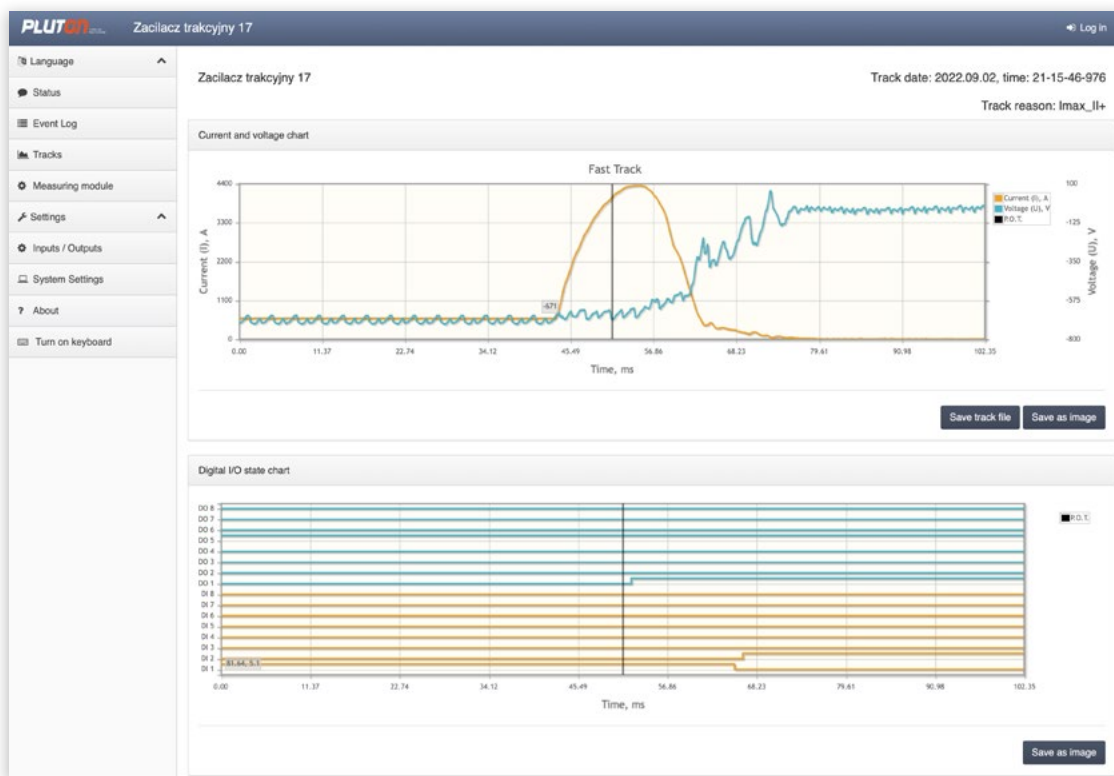 PLUTON
Zacilacz trakcyjny 17
Log in
Language
Status
Event Log
Tracks
Measuring module
Settings
Inputs / Outputs
System Settings
? About
Turn on keyboard
Zacilacz trakcyjny 17
Track date: 2022.09.02, time: 21-15-46-976
Track reason: Imax_II+
Current and voltage chart
Fast Track
4400
3300
2200
1100
0
Current (I), A
-671
100
-125
-350
-575
-800
Voltage (U), V
Current (I), A
Voltage (U), V
P.O.T.
0.00 11.37 22.74 34.12 45.49 56.86 68.23 79.61 90.98 102.35
Time, ms
Save track file
Save as image
Digital I/O state chart
DO 8
DO 7
DO 6
DO 5
DO 4
DO 3
DO 2
DO 1
DI 8
DI 7
DI 6
DI 5
DI 4
DI 3
DI 2
DI 1
81.64, 5.1
P.O.T.
0.00 11.37 22.74 34.12 45.49 56.86 68.23 79.61 90.98 102.35
Time, ms
Save as image